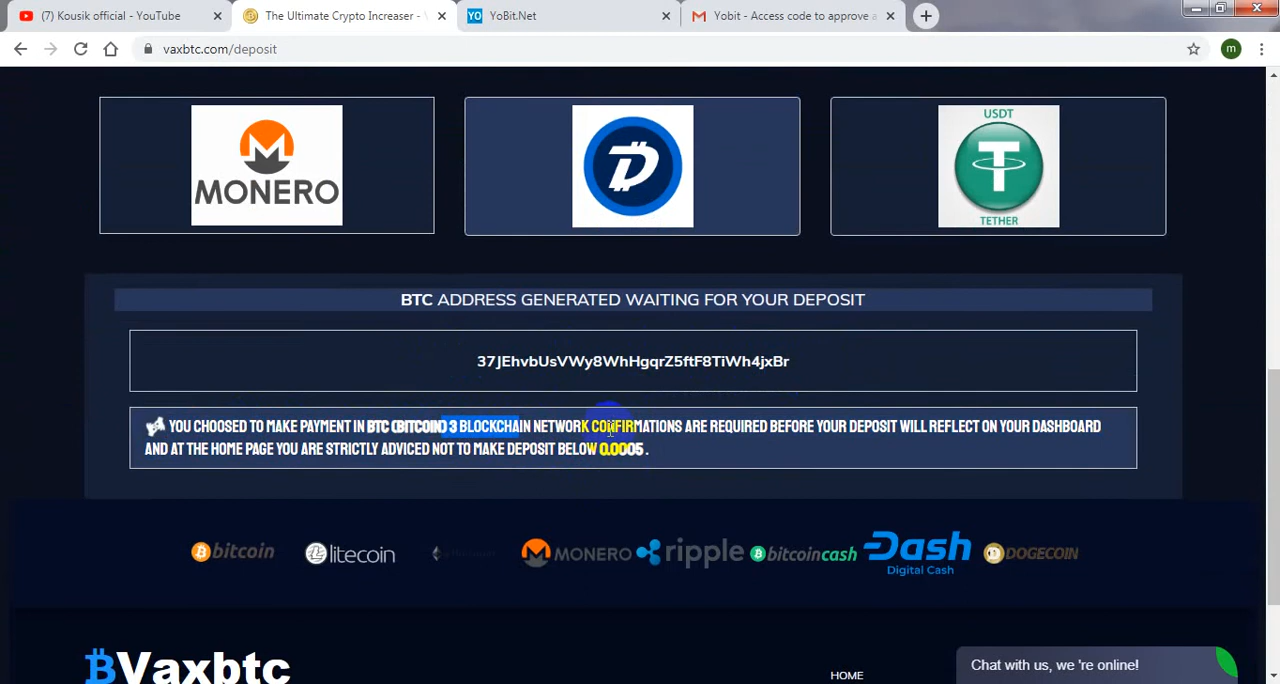 (7) Kousik official - YouTube
The Ultimate Crypto Increaser -
YO
YoBit.Net
Yobit - Access code to approve a
vaxbtc.com/deposit
m
MONERO
USDT
TETHER
BTC ADDRESS GENERATED WAITING FOR YOUR DEPOSIT
37JEhvbUsVWy8WhHgqrZ5ftF8TiWh4jxBr
YOU CHOOSED TO MAKE PAYMENT IN BTC (BITCOIN) 3 BLOCKCHAIN NETWORK CONFIRMATIONS ARE REQUIRED BEFORE YOUR DEPOSIT WILL REFLECT ON YOUR DASHBOARD
AND AT THE HOME PAGE YOU ARE STRICTLY ADVICED NOT TO MAKE DEPOSIT BELOW 0.0005 .
bitcoin
litecoin
MONERO
ripple
bitcoincash
Dash
Digital Cash
DOGECOIN
Vaxbtc
HOME
Chat with us, we 're online!